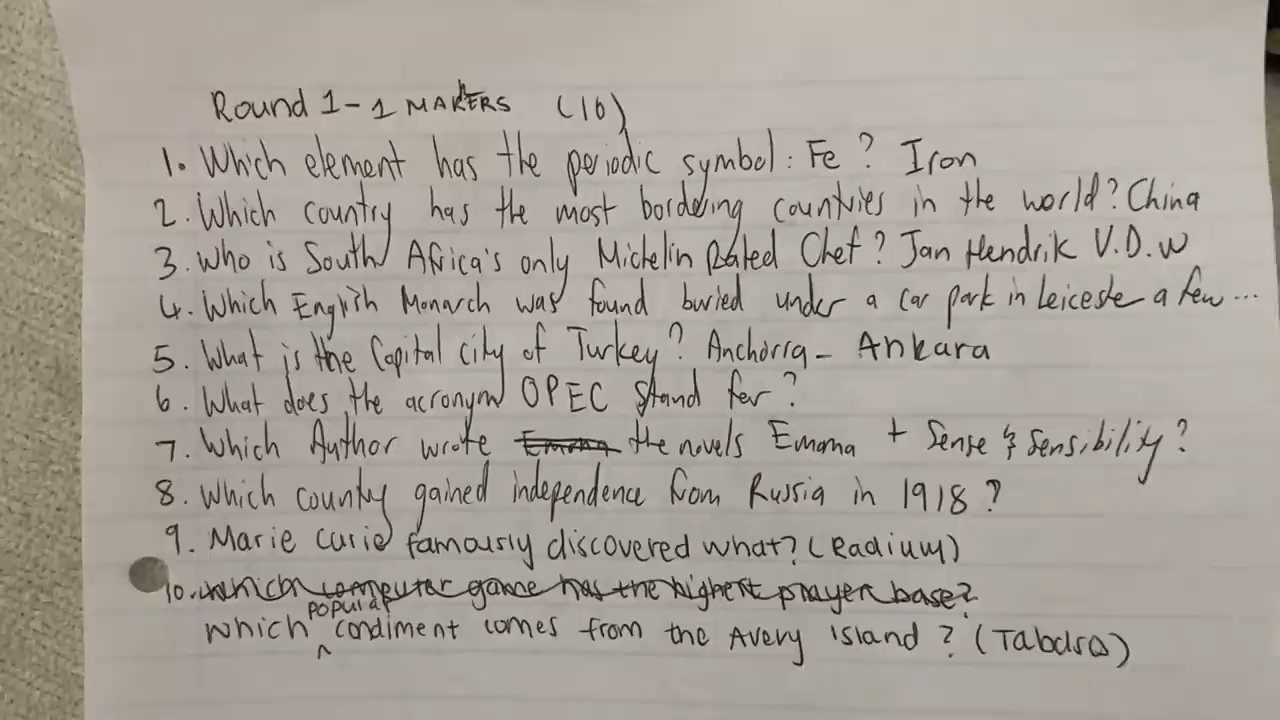 Round 1 - 1 MARKERS (10)
1. Which element has the periodic symbol: Fe? Iron
2. Which country has the most bordering countries in the world? China
3. Who is South Africa's only Michelin Rated Chef? Jan Hendrik V.D.W
4. Which English Monarch was found buried under a car park in Leiceste a few...
5. What is the Capital city of Turkey? Anchorra - Ankara
6. What does the acronym OPEC stand for?
7. Which Author wrote Emma the novels Emma + Sense & Sensibility?
8. Which county gained independence from Russia in 1918?
9. Marie Curie famously discovered what? (Radium)
10. which computer game has the highest prayer base?
which popular condiment comes from the Avery Island? (Tabasco)